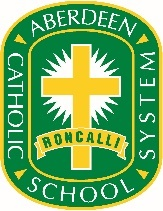 ABERDEEN
CATHOLIC
RONCALLI
SCHOOL
SYSTEM